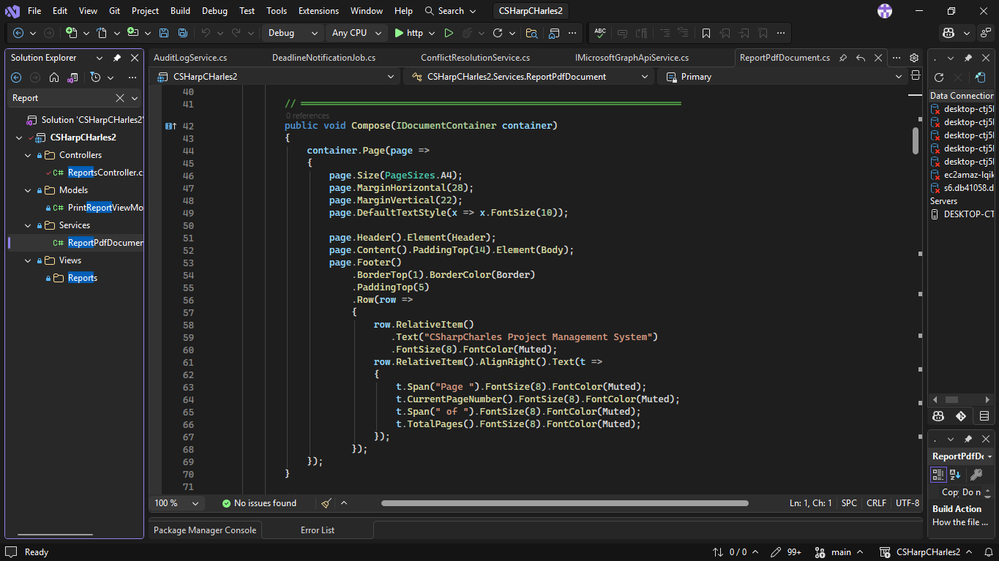 File Edit View Git Project Build Debug Test Tools Extensions Window Help Search CSHarpCHarles2
Debug Any CPU http
Solution Explorer
Report
Solution 'CSHarpCHarles2'
CSHarpCHarles2
Controllers
C# ReportsController.c
Models
C# PrintReportViewMo
Services
C# ReportPdfDocumen
Views
Reports
AuditLogService.cs DeadlineNotificationJob.cs ConflictResolutionService.cs IMicrosoftGraphApiService.cs ReportPdfDocument.cs
CSHarpCHarles2 CSHarpCHarles2.Services.ReportPdfDocument Primary
40
41 // ════════════════════════════════════
0 references
42 public void Compose(IDocumentContainer container)
43 {
44 container.Page(page =>
45 {
46 page.Size(PageSizes.A4);
47 page.MarginHorizontal(28);
48 page.MarginVertical(22);
49 page.DefaultTextStyle(x => x.FontSize(10));
50
51 page.Header().Element(Header);
52 page.Content().PaddingTop(14).Element(Body);
53 page.Footer()
54 .BorderTop(1).BorderColor(Border)
55 .PaddingTop(5)
56 .Row(row =>
57 {
58 row.RelativeItem()
59 .Text("CSharpCharles Project Management System")
60 .FontSize(8).FontColor(Muted);
61 row.RelativeItem().AlignRight().Text(t =>
62 {
63 t.Span("Page ").FontSize(8).FontColor(Muted);
64 t.CurrentPageNumber().FontSize(8).FontColor(Muted);
65 t.Span(" of ").FontSize(8).FontColor(Muted);
66 t.TotalPages().FontSize(8).FontColor(Muted);
67 });
68 });
69 });
70 }
71
100 % No issues found Ln: 1, Ch: 1 SPC CRLF UTF-8
Package Manager Console Error List
Data Connection
desktop-ctj5l
desktop-ctj5l
desktop-ctj5l
desktop-ctj5l
desktop-ctj5l
ec2amaz-lqik
s6.db41058.d
Servers
DESKTOP-CT
ReportPdfDo
Copy Do n
Build Action
How the file ...
Ready 0 / 0 99+ main CSHarpCHarles2